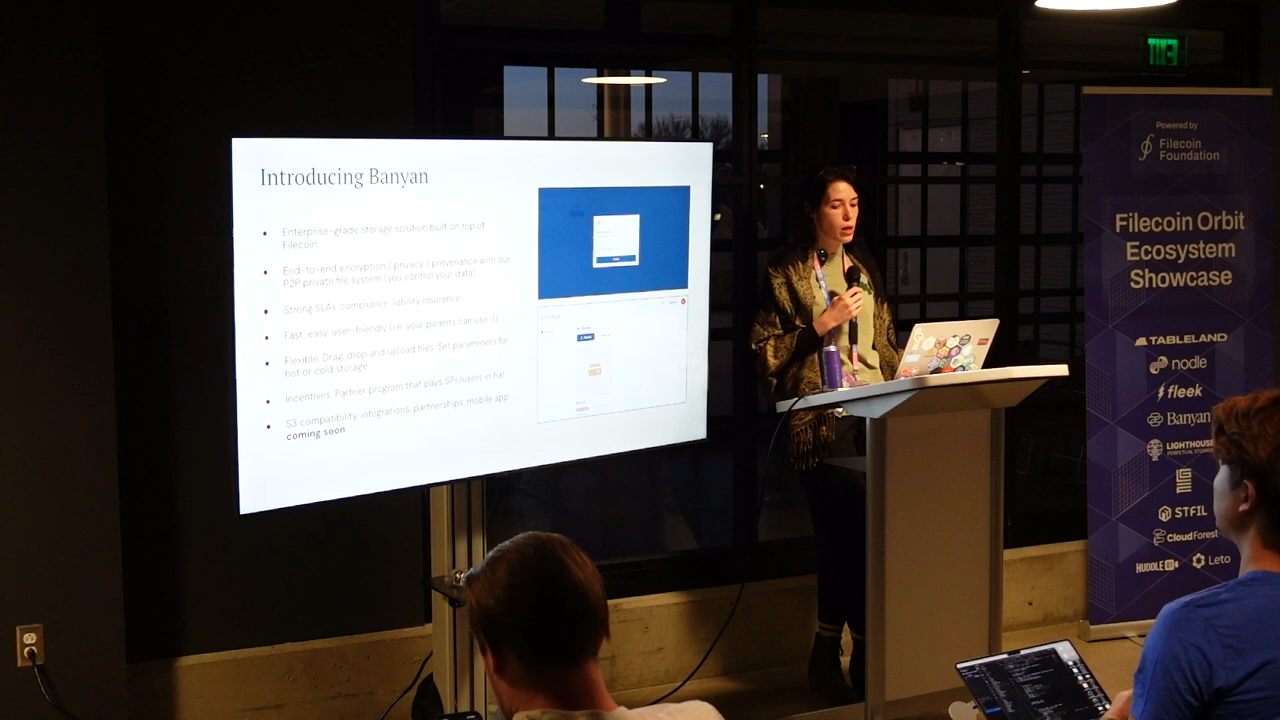 Introducing Banyan
Enterprise-grade storage solution built on top of
Filecoin
End-to-end encryption / privacy / provenance with our
P2P private file system (you control your data)
Strong SLAs, compliance, liability insurance
Fast, easy, user-friendly (i.e. your parents can use it)
Flexible. Drag, drop and upload files. Set parameters for
hot or cold storage
Incentives. Partner program that pays SPs/users in fiat
S3 compatibility, integrations, partnerships, mobile app
coming soon
EXIT
Powered by
Filecoin
Foundation
Filecoin Orbit
Ecosystem
Showcase
TABLELAND
nodle
fleek
Banyan
LIGHTHOUSE
PERPETUAL STORAGE
STFIL
CloudForest
HUDDLE01
Leto